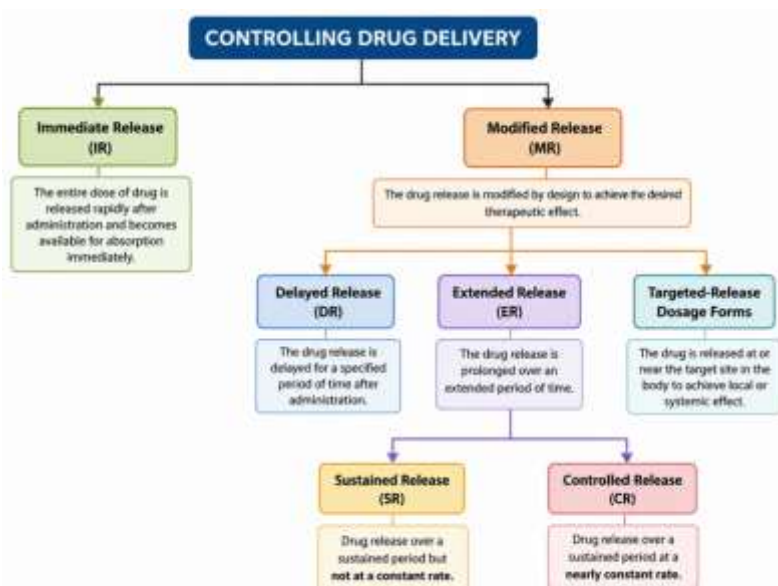 CONTROLLING DRUG DELIVERY
Immediate Release
(IR)
The entire dose of drug is
released rapidly after
administration and becomes
available for absorption
immediately.
Modified Release
(MR)
The drug release is modified by design to achieve the desired
therapeutic effect.
Delayed Release
(DR)
The drug release is
delayed for a specified
period of time after
administration.
Extended Release
(ER)
The drug release is
prolonged over an
extended period of time.
Targeted-Release
Dosage Forms
The drug is released at or
near the target site in the
body to achieve local or
systemic effect.
Sustained Release
(SR)
Drug release over a
sustained period but
not at a constant rate.
Controlled Release
(CR)
Drug release over a
sustained period at a
nearly constant rate.